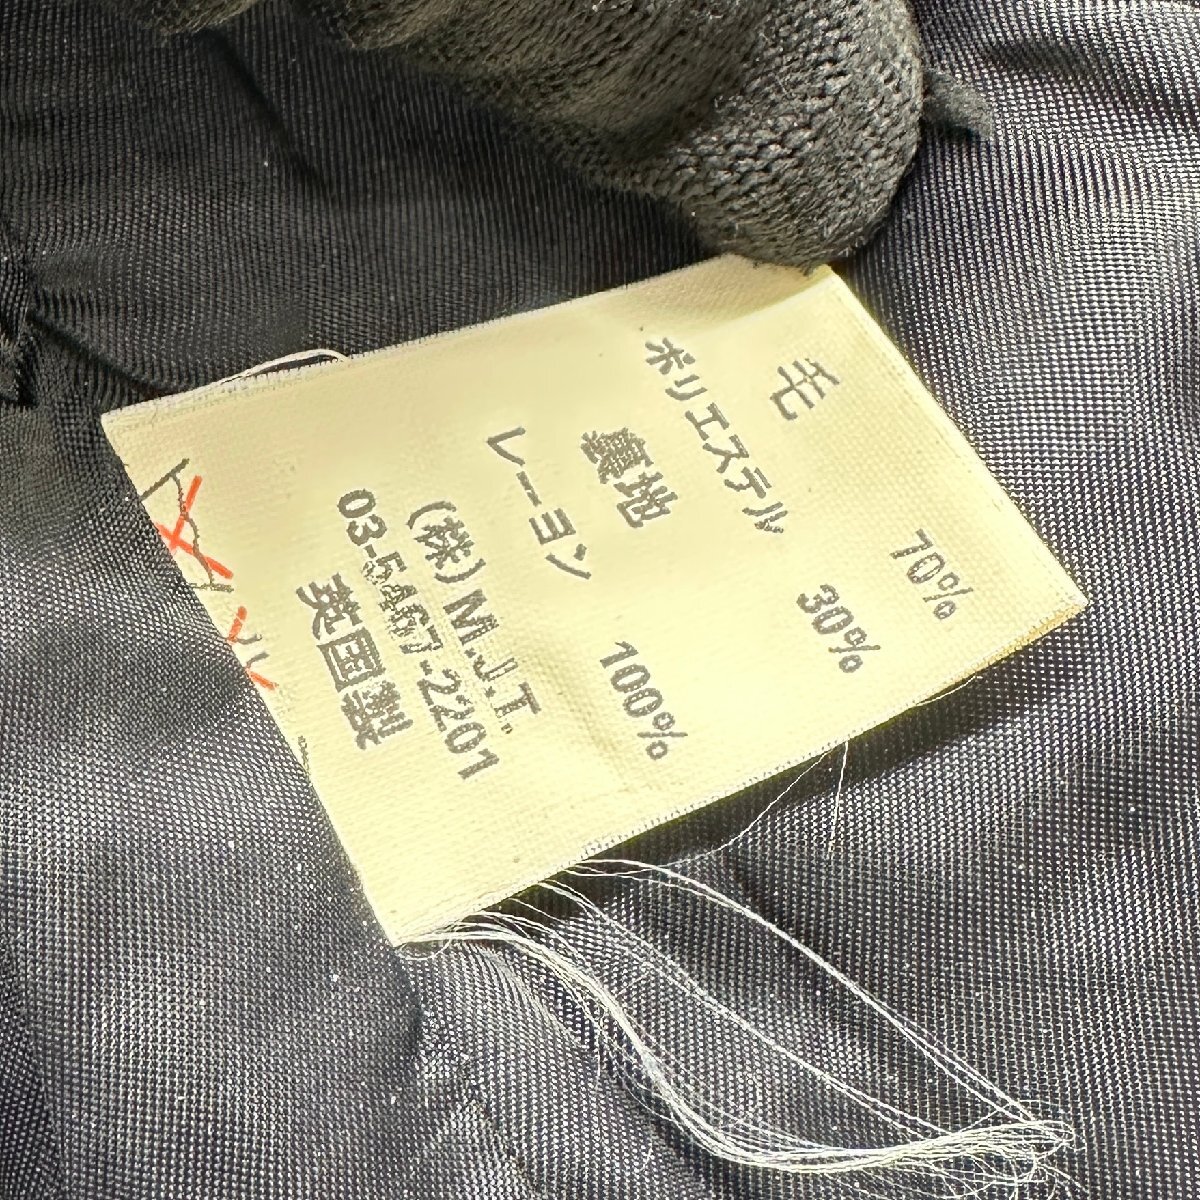 毛 70%
ポリエステル 30%
裏地
レーヨン 100%
(株)M.J.T.
03-5467-2201
英国製